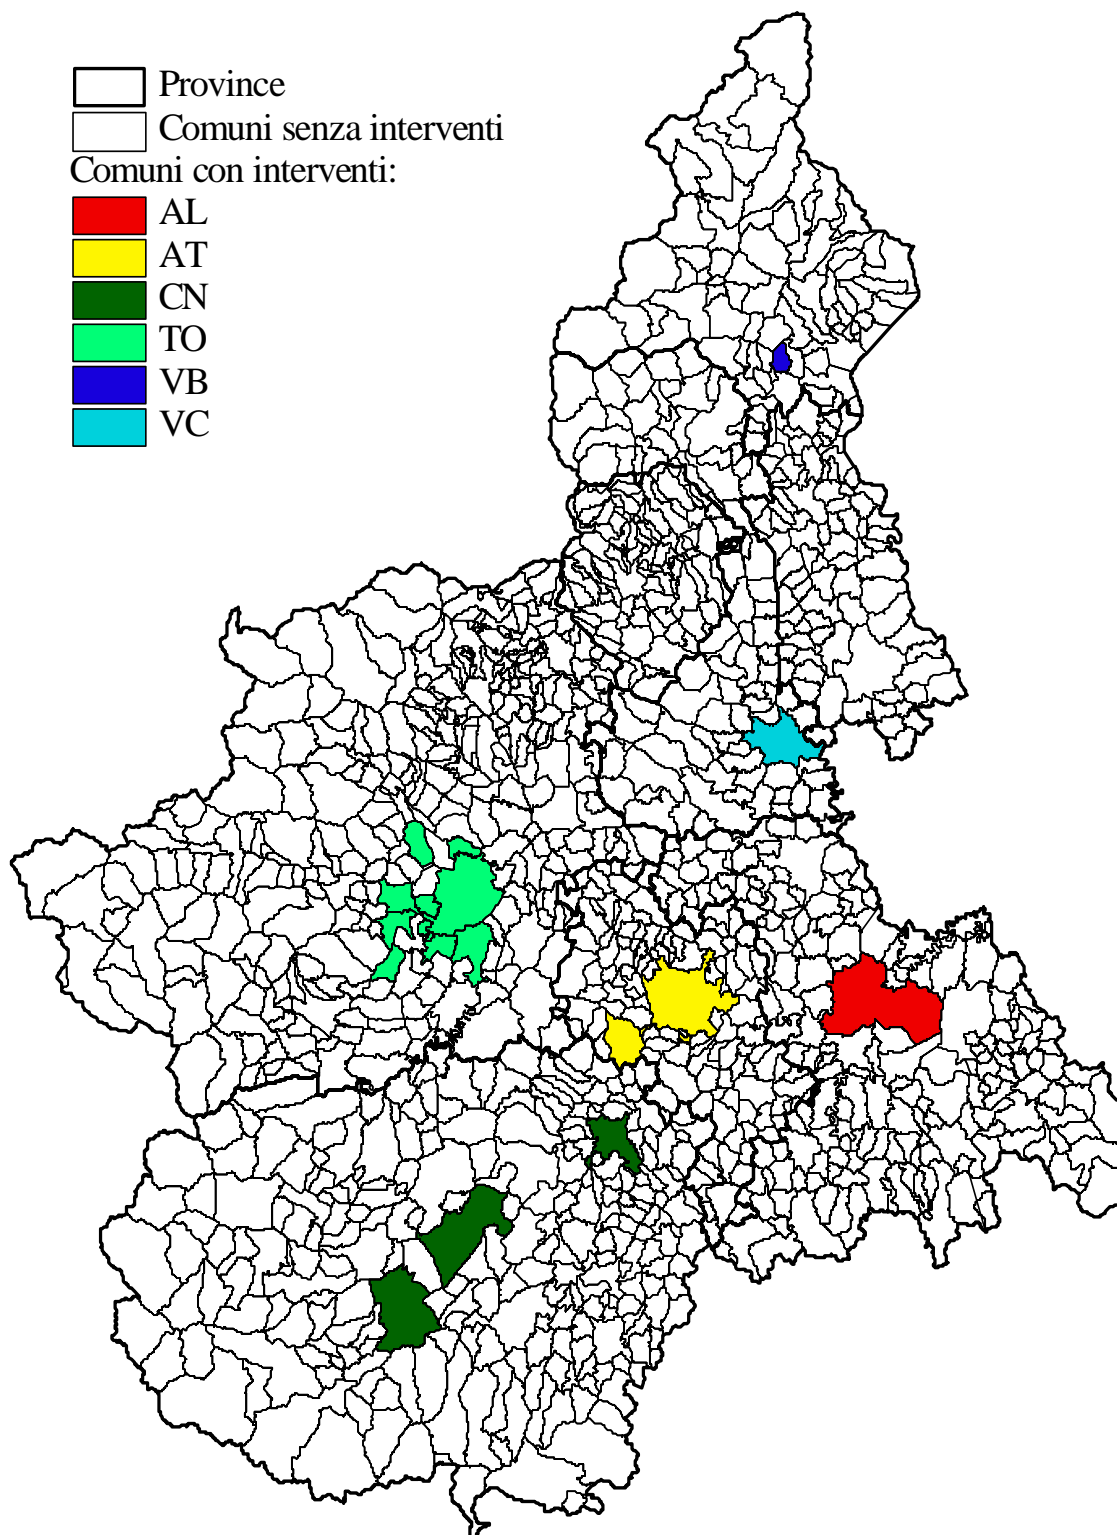 Province
Comuni senza interventi
Comuni con interventi:
AL
AT
CN
TO
VB
VC